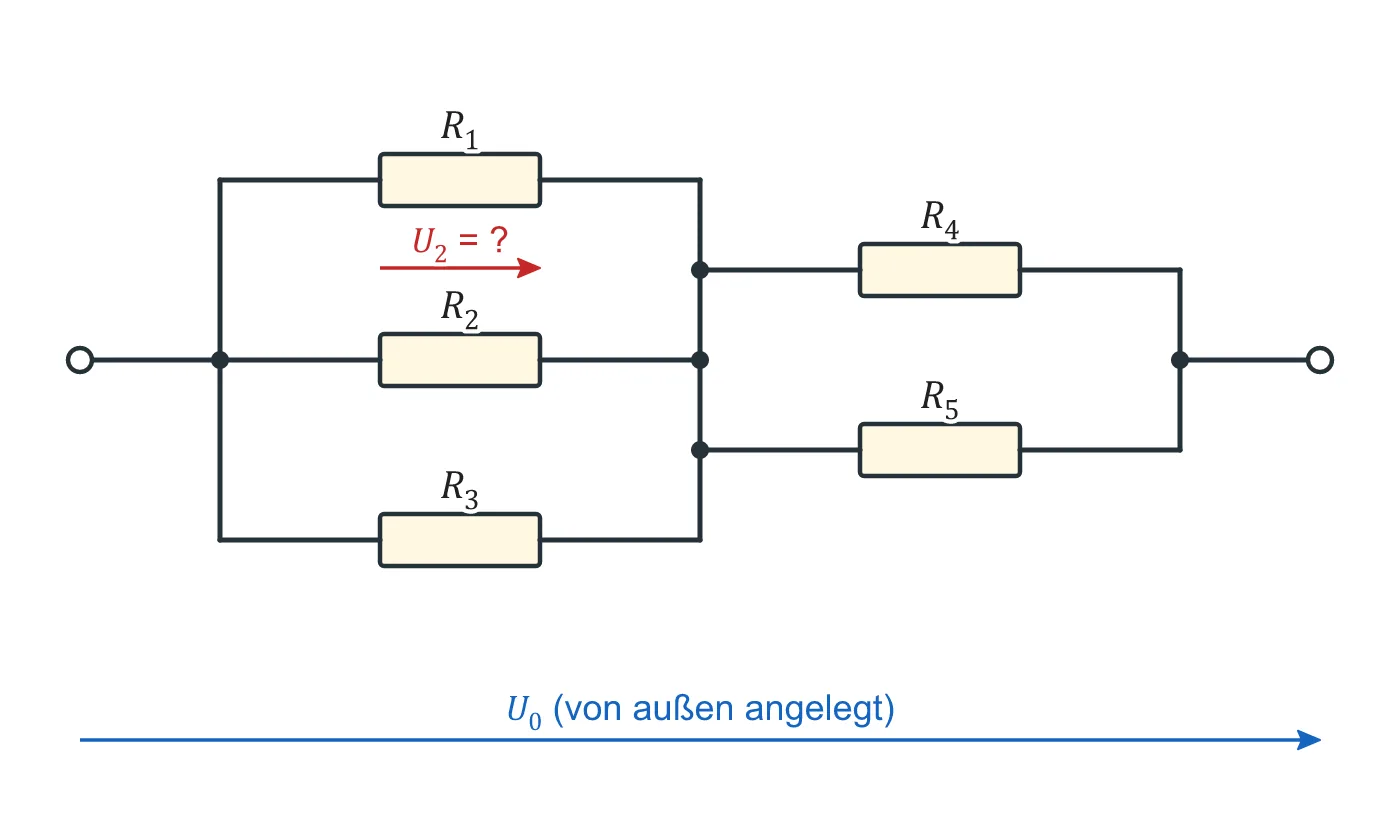 R₁
U₂ = ?
R₄
R₂
R₅
R₃
U₀ (von außen angelegt)